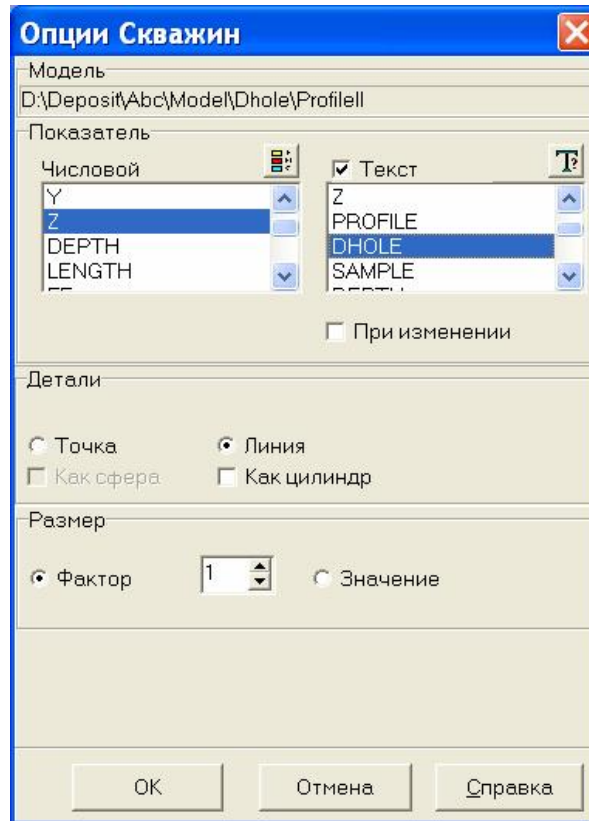 Опции Скважин
Модель
D:\Deposit\Abc\Model\Dhole\ProfileII
Показатель
Числовой
Текст
Y
Z
DEPTH
LENGTH
Z
PROFILE
DHOLE
SAMPLE
При изменении
Детали
Точка
Линия
Как сфера
Как цилиндр
Размер
Фактор
1
Значение
OK
Отмена
Справка